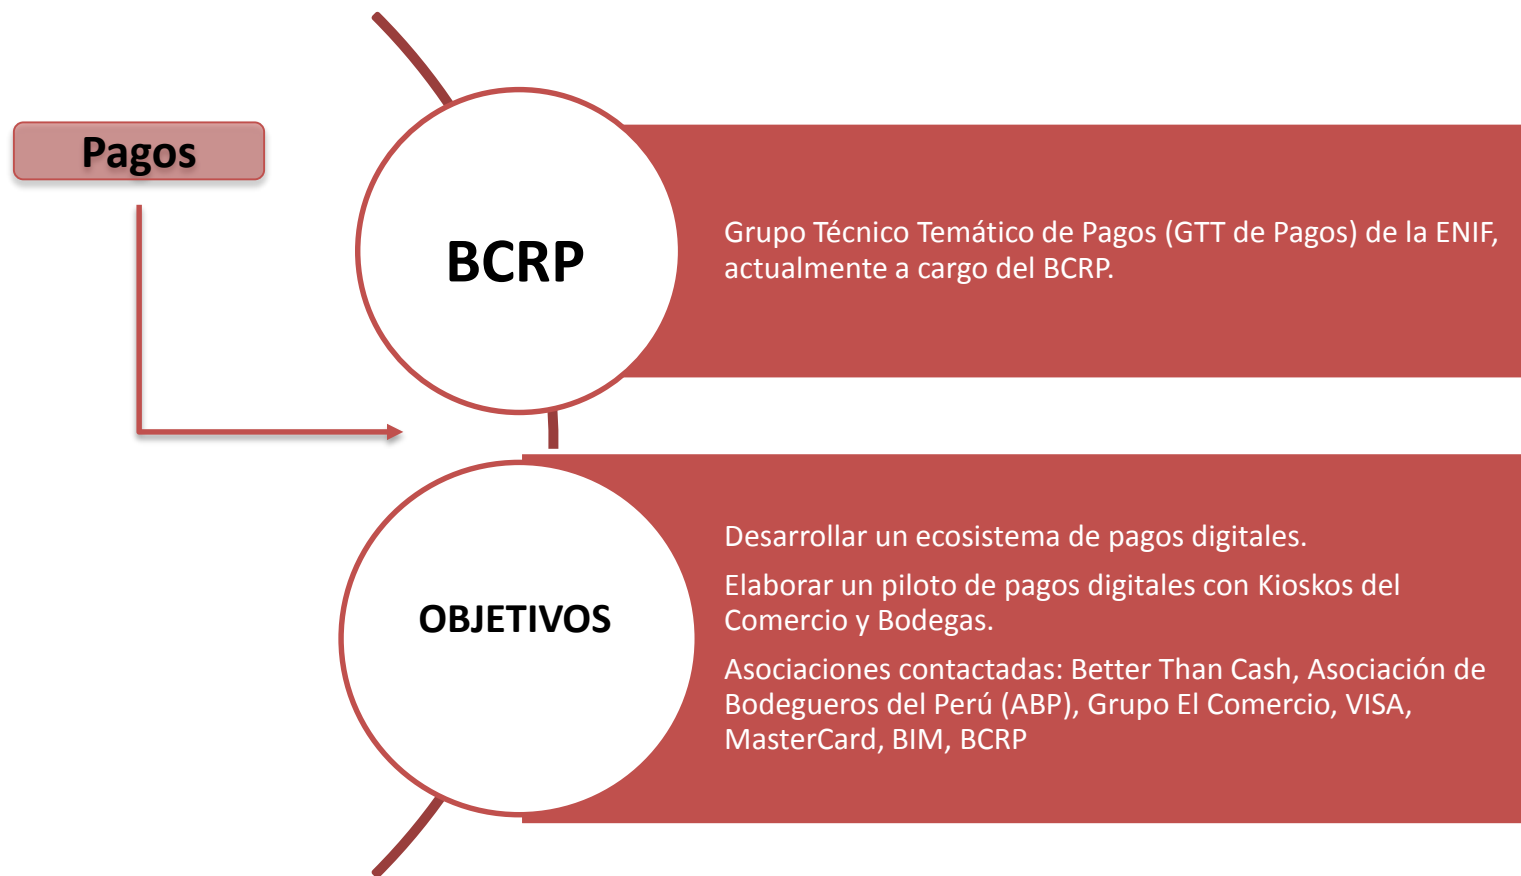 Pagos
BCRP
Grupo Técnico Temático de Pagos (GTT de Pagos) de la ENIF,
actualmente a cargo del BCRP.
OBJETIVOS
Desarrollar un ecosistema de pagos digitales.
Elaborar un piloto de pagos digitales con Kioskos del
Comercio y Bodegas.
Asociaciones contactadas: Better Than Cash, Asociación de
Bodegueros del Perú (ABP), Grupo El Comercio, VISA,
MasterCard, BIM, BCRP